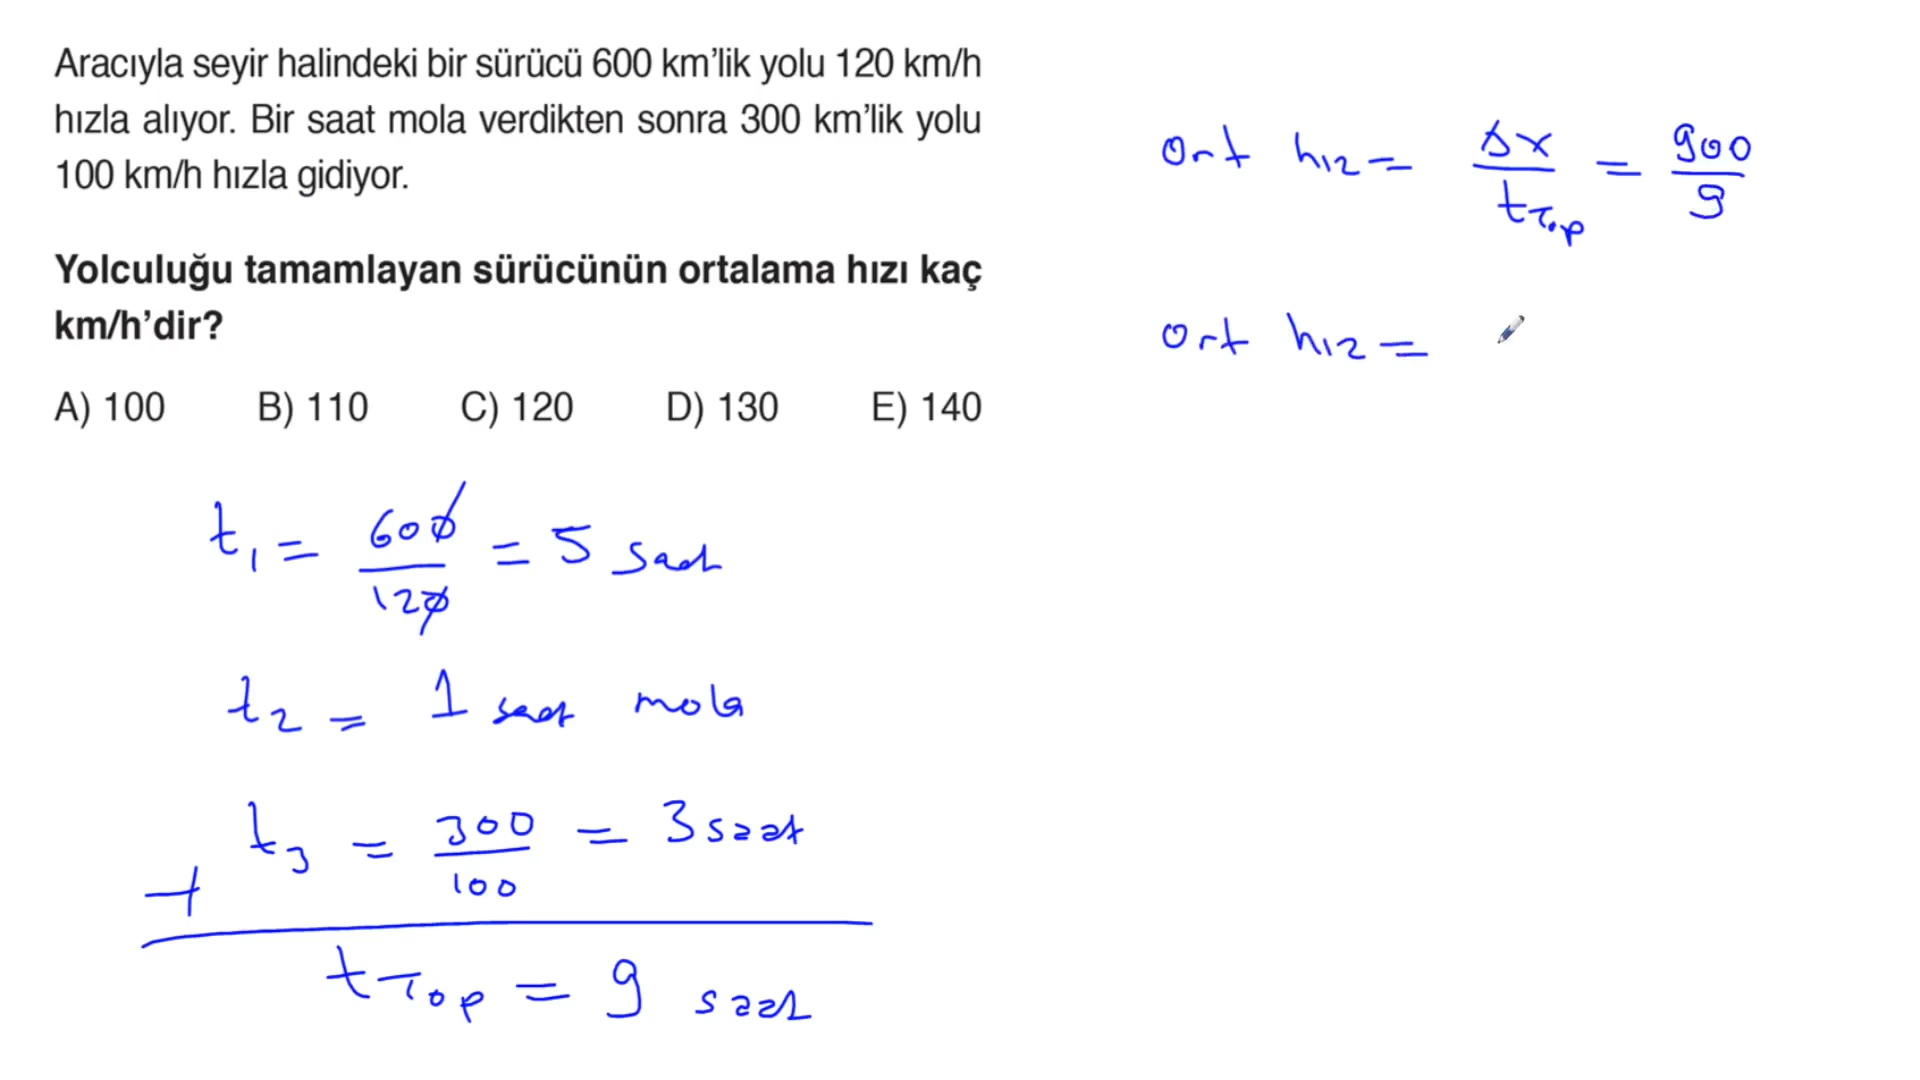 Aracıyla seyir halindeki bir sürücü 600 km’lik yolu 120 km/h
hızla alıyor. Bir saat mola verdikten sonra 300 km’lik yolu
100 km/h hızla gidiyor.
Yolculuğu tamamlayan sürücünün ortalama hızı kaç
km/h’dir?
A) 100 B) 110 C) 120 D) 130 E) 140
t₁ = 600/120 = 5 saat
t₂ = 1 saat mola
t₃ = 300/100 = 3 saat
+
tTop = 9 saat
Ort hız = Δx/tTop = 900/9
Ort hız =